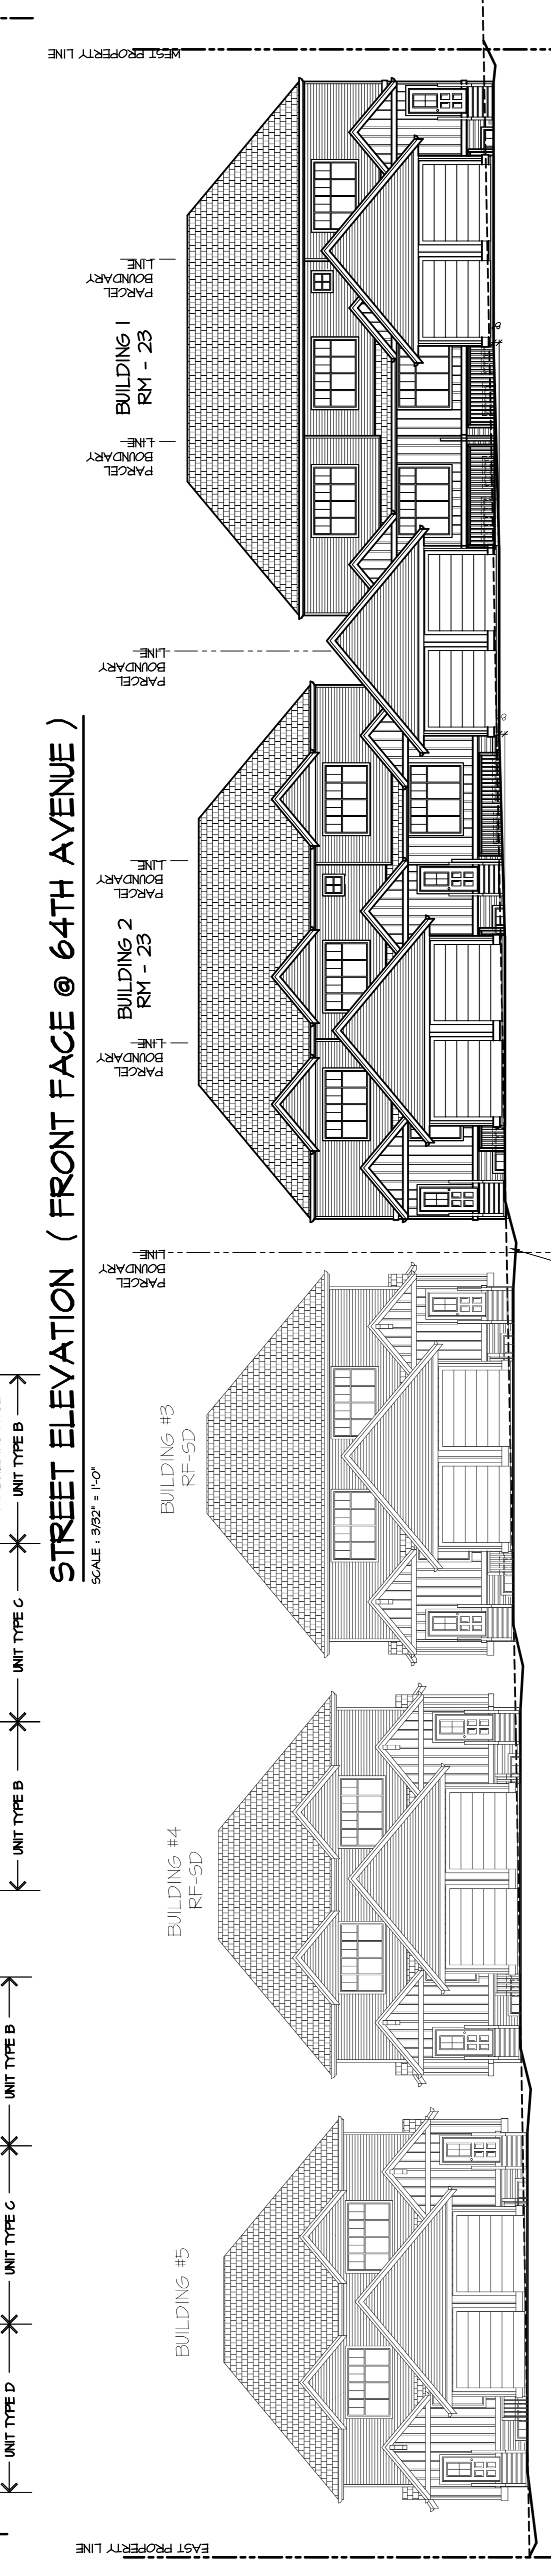 WEST PROPERTY LINE
PARCEL
BOUNDARY
LINE
BUILDING 1
RM - 23
PARCEL
BOUNDARY
LINE
PARCEL
BOUNDARY
LINE
STREET ELEVATION ( FRONT FACE @ 64TH AVENUE )
SCALE : 3/32" = 1'-0"
PARCEL
BOUNDARY
LINE
BUILDING 2
RM - 23
PARCEL
BOUNDARY
LINE
PARCEL
BOUNDARY
LINE
BUILDING #3
RF-SD
UNIT TYPE B
UNIT TYPE C
UNIT TYPE B
BUILDING #4
RF-SD
UNIT TYPE B
UNIT TYPE C
UNIT TYPE D
BUILDING #5
EAST PROPERTY LINE